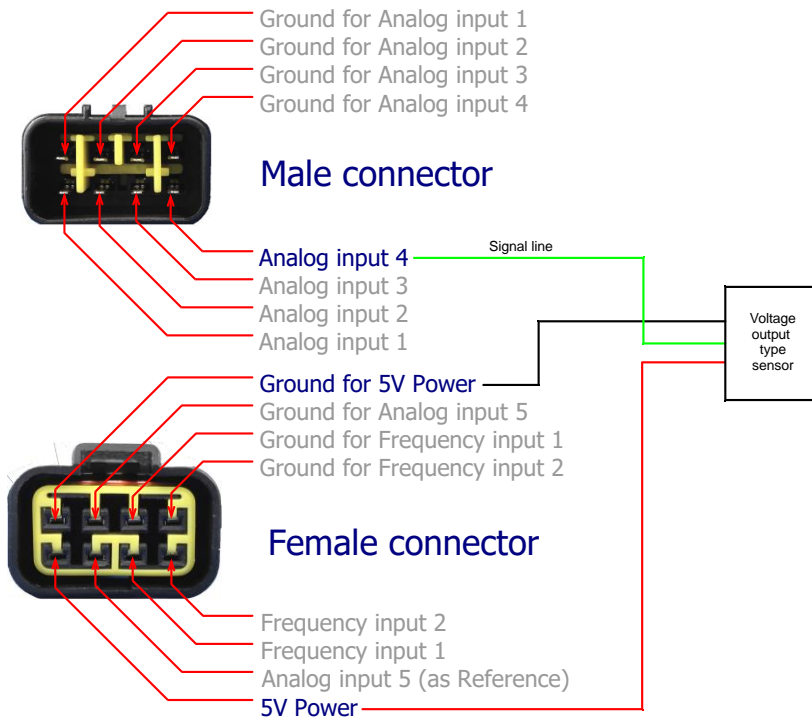 Ground for Analog input 1
Ground for Analog input 2
Ground for Analog input 3
Ground for Analog input 4
Male connector
Signal line
Analog input 4
Analog input 3
Analog input 2
Analog input 1
Voltage
output
type
sensor
Ground for 5V Power
Ground for Analog input 5
Ground for Frequency input 1
Ground for Frequency input 2
Female connector
Frequency input 2
Frequency input 1
Analog input 5 (as Reference)
5V Power